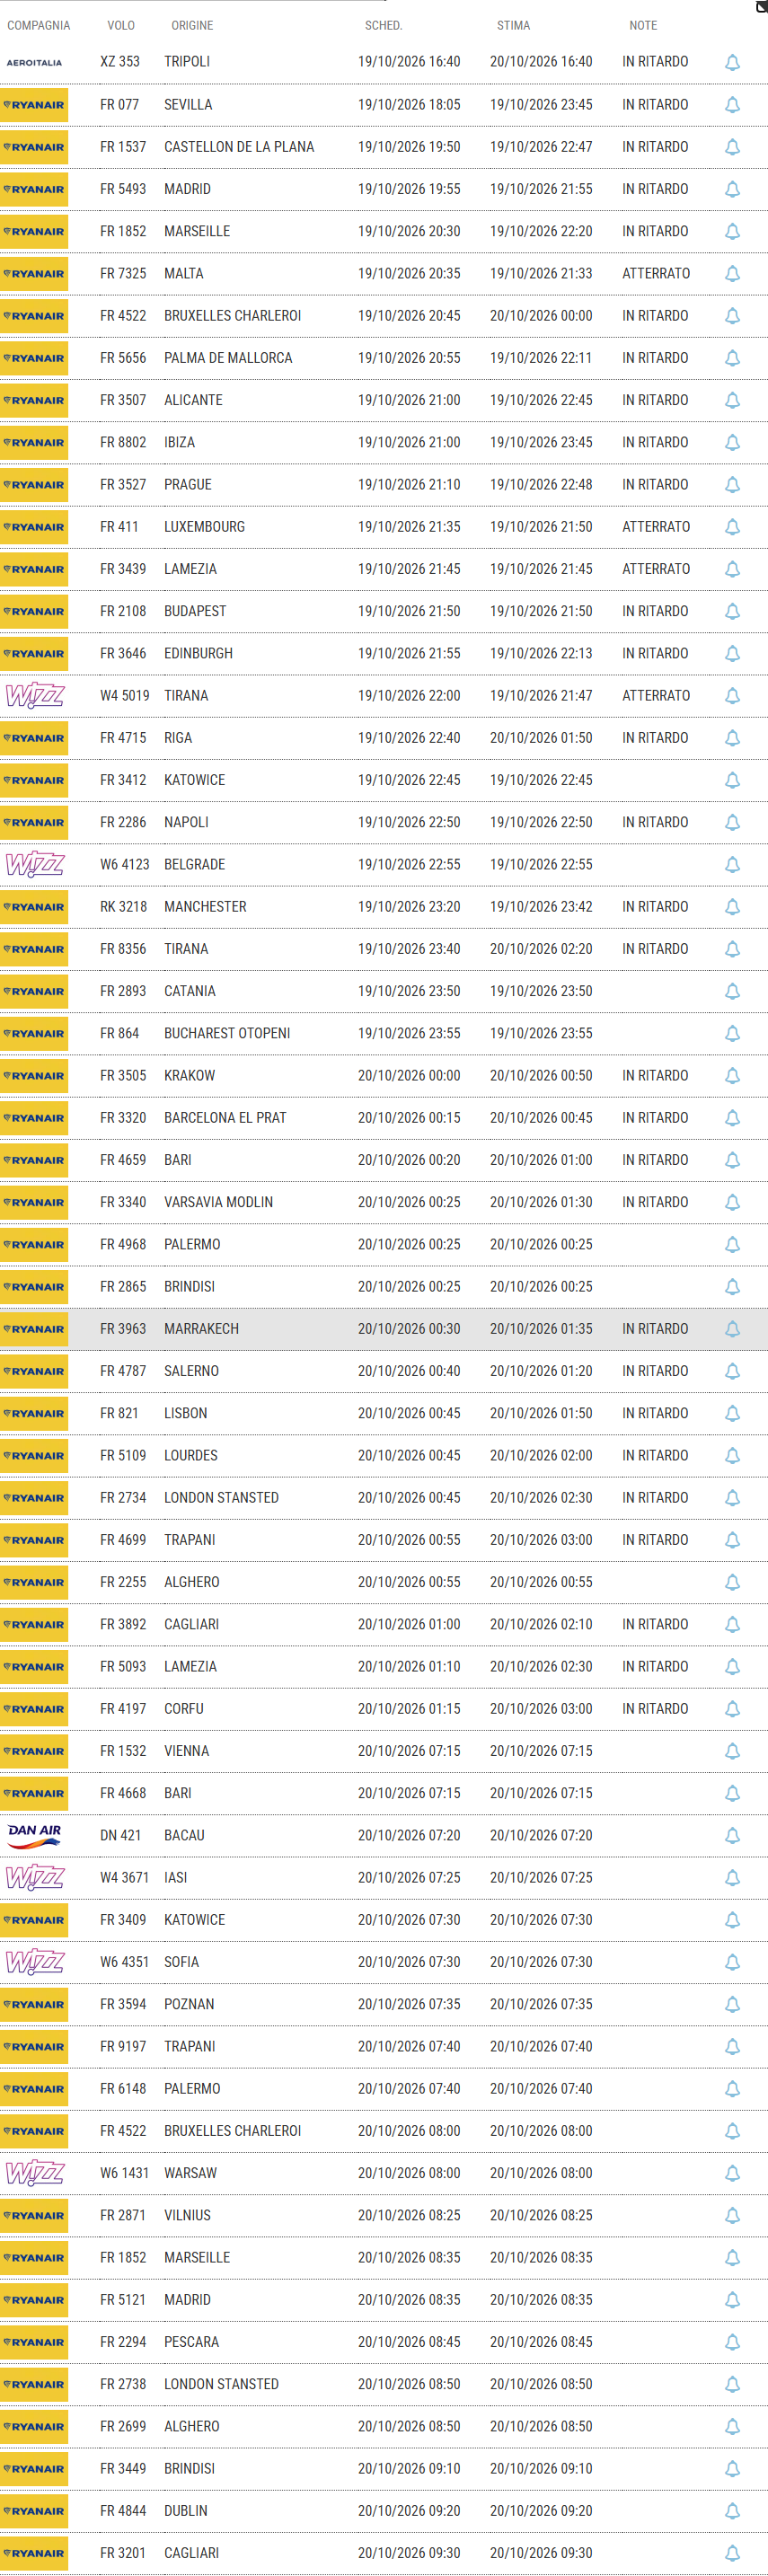 COMPAGNIA VOLO ORIGINE SCHED. STIMA NOTE
AEROITALIA XZ 353 TRIPOLI 19/10/2026 16:40 20/10/2026 16:40 IN RITARDO
RYANAIR FR 077 SEVILLA 19/10/2026 18:05 19/10/2026 23:45 IN RITARDO
RYANAIR FR 1537 CASTELLON DE LA PLANA 19/10/2026 19:50 19/10/2026 22:47 IN RITARDO
RYANAIR FR 5493 MADRID 19/10/2026 19:55 19/10/2026 21:55 IN RITARDO
RYANAIR FR 1852 MARSEILLE 19/10/2026 20:30 19/10/2026 22:20 IN RITARDO
RYANAIR FR 7325 MALTA 19/10/2026 20:35 19/10/2026 21:33 ATTERRATO
RYANAIR FR 4522 BRUXELLES CHARLEROI 19/10/2026 20:45 20/10/2026 00:00 IN RITARDO
RYANAIR FR 5656 PALMA DE MALLORCA 19/10/2026 20:55 19/10/2026 22:11 IN RITARDO
RYANAIR FR 3507 ALICANTE 19/10/2026 21:00 19/10/2026 22:45 IN RITARDO
RYANAIR FR 8802 IBIZA 19/10/2026 21:00 19/10/2026 23:45 IN RITARDO
RYANAIR FR 3527 PRAGUE 19/10/2026 21:10 19/10/2026 22:48 IN RITARDO
RYANAIR FR 411 LUXEMBOURG 19/10/2026 21:35 19/10/2026 21:50 ATTERRATO
RYANAIR FR 3439 LAMEZIA 19/10/2026 21:45 19/10/2026 21:45 ATTERRATO
RYANAIR FR 2108 BUDAPEST 19/10/2026 21:50 19/10/2026 21:50 IN RITARDO
RYANAIR FR 3646 EDINBURGH 19/10/2026 21:55 19/10/2026 22:13 IN RITARDO
WIZZ W4 5019 TIRANA 19/10/2026 22:00 19/10/2026 21:47 ATTERRATO
RYANAIR FR 4715 RIGA 19/10/2026 22:40 20/10/2026 01:50 IN RITARDO
RYANAIR FR 3412 KATOWICE 19/10/2026 22:45 19/10/2026 22:45
RYANAIR FR 2286 NAPOLI 19/10/2026 22:50 19/10/2026 22:50 IN RITARDO
WIZZ W6 4123 BELGRADE 19/10/2026 22:55 19/10/2026 22:55
RYANAIR RK 3218 MANCHESTER 19/10/2026 23:20 19/10/2026 23:42 IN RITARDO
RYANAIR FR 8356 TIRANA 19/10/2026 23:40 20/10/2026 02:20 IN RITARDO
RYANAIR FR 2893 CATANIA 19/10/2026 23:50 19/10/2026 23:50
RYANAIR FR 864 BUCHAREST OTOPENI 19/10/2026 23:55 19/10/2026 23:55
RYANAIR FR 3505 KRAKOW 20/10/2026 00:00 20/10/2026 00:50 IN RITARDO
RYANAIR FR 3320 BARCELONA EL PRAT 20/10/2026 00:15 20/10/2026 00:45 IN RITARDO
RYANAIR FR 4659 BARI 20/10/2026 00:20 20/10/2026 01:00 IN RITARDO
RYANAIR FR 3340 VARSAVIA MODLIN 20/10/2026 00:25 20/10/2026 01:30 IN RITARDO
RYANAIR FR 4968 PALERMO 20/10/2026 00:25 20/10/2026 00:25
RYANAIR FR 2865 BRINDISI 20/10/2026 00:25 20/10/2026 00:25
RYANAIR FR 3963 MARRAKECH 20/10/2026 00:30 20/10/2026 01:35 IN RITARDO
RYANAIR FR 4787 SALERNO 20/10/2026 00:40 20/10/2026 01:20 IN RITARDO
RYANAIR FR 821 LISBON 20/10/2026 00:45 20/10/2026 01:50 IN RITARDO
RYANAIR FR 5109 LOURDES 20/10/2026 00:45 20/10/2026 02:00 IN RITARDO
RYANAIR FR 2734 LONDON STANSTED 20/10/2026 00:45 20/10/2026 02:30 IN RITARDO
RYANAIR FR 4699 TRAPANI 20/10/2026 00:55 20/10/2026 03:00 IN RITARDO
RYANAIR FR 2255 ALGHERO 20/10/2026 00:55 20/10/2026 00:55
RYANAIR FR 3892 CAGLIARI 20/10/2026 01:00 20/10/2026 02:10 IN RITARDO
RYANAIR FR 5093 LAMEZIA 20/10/2026 01:10 20/10/2026 02:30 IN RITARDO
RYANAIR FR 4197 CORFU 20/10/2026 01:15 20/10/2026 03:00 IN RITARDO
RYANAIR FR 1532 VIENNA 20/10/2026 07:15 20/10/2026 07:15
RYANAIR FR 4668 BARI 20/10/2026 07:15 20/10/2026 07:15
DAN AIR DN 421 BACAU 20/10/2026 07:20 20/10/2026 07:20
WIZZ W4 3671 IASI 20/10/2026 07:25 20/10/2026 07:25
RYANAIR FR 3409 KATOWICE 20/10/2026 07:30 20/10/2026 07:30
WIZZ W6 4351 SOFIA 20/10/2026 07:30 20/10/2026 07:30
RYANAIR FR 3594 POZNAN 20/10/2026 07:35 20/10/2026 07:35
RYANAIR FR 9197 TRAPANI 20/10/2026 07:40 20/10/2026 07:40
RYANAIR FR 6148 PALERMO 20/10/2026 07:40 20/10/2026 07:40
RYANAIR FR 4522 BRUXELLES CHARLEROI 20/10/2026 08:00 20/10/2026 08:00
WIZZ W6 1431 WARSAW 20/10/2026 08:00 20/10/2026 08:00
RYANAIR FR 2871 VILNIUS 20/10/2026 08:25 20/10/2026 08:25
RYANAIR FR 1852 MARSEILLE 20/10/2026 08:35 20/10/2026 08:35
RYANAIR FR 5121 MADRID 20/10/2026 08:35 20/10/2026 08:35
RYANAIR FR 2294 PESCARA 20/10/2026 08:45 20/10/2026 08:45
RYANAIR FR 2738 LONDON STANSTED 20/10/2026 08:50 20/10/2026 08:50
RYANAIR FR 2699 ALGHERO 20/10/2026 08:50 20/10/2026 08:50
RYANAIR FR 3449 BRINDISI 20/10/2026 09:10 20/10/2026 09:10
RYANAIR FR 4844 DUBLIN 20/10/2026 09:20 20/10/2026 09:20
RYANAIR FR 3201 CAGLIARI 20/10/2026 09:30 20/10/2026 09:30